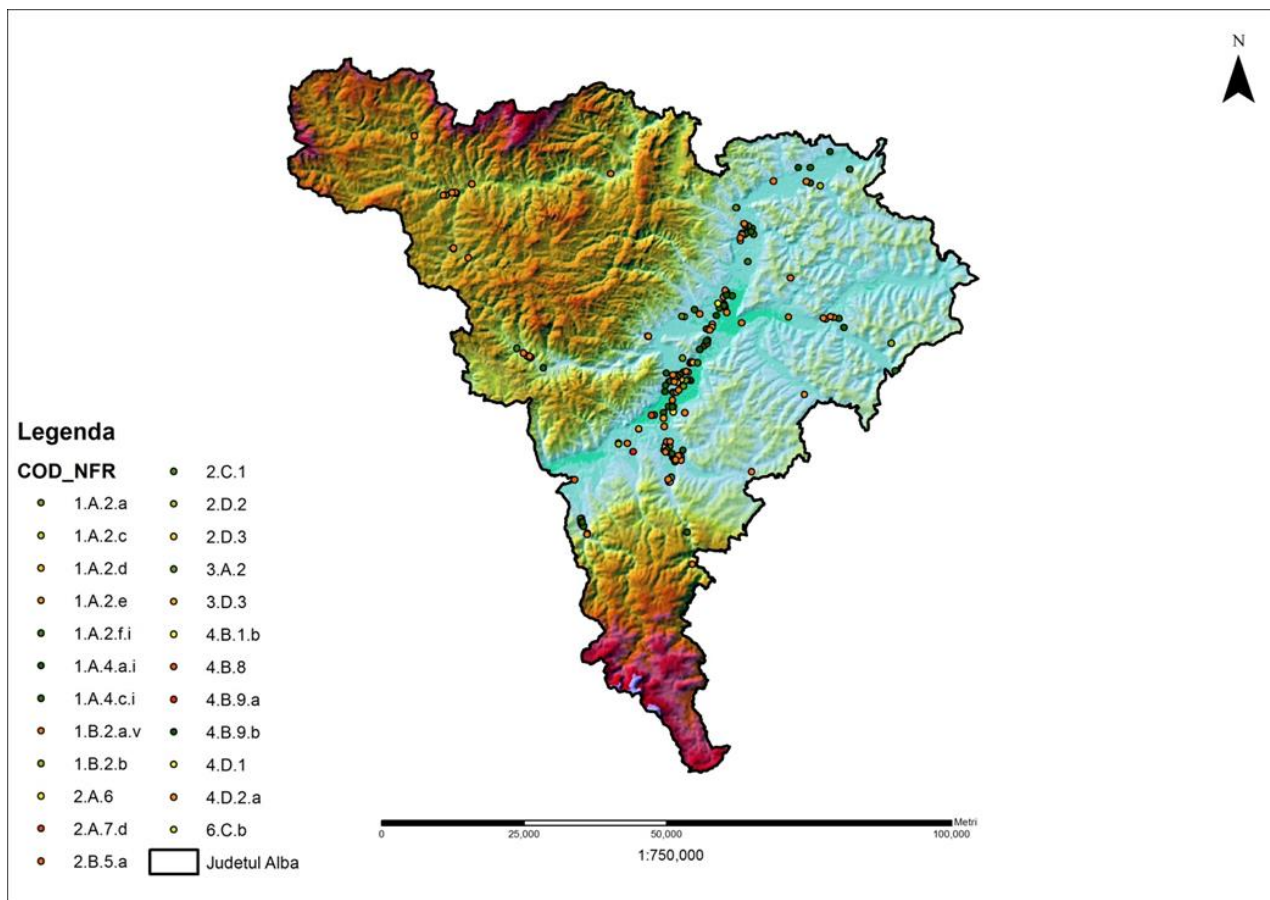 N
Legenda
COD_NFR
1.A.2.a
1.A.2.c
1.A.2.d
1.A.2.e
1.A.2.f.i
1.A.4.a.i
1.A.4.c.i
1.B.2.a.v
1.B.2.b
2.A.6
2.A.7.d
2.B.5.a
2.C.1
2.D.2
2.D.3
3.A.2
3.D.3
4.B.1.b
4.B.8
4.B.9.a
4.B.9.b
4.D.1
4.D.2.a
6.C.b
Judetul Alba
Metri
0 25,000 50,000 100,000
1:750,000